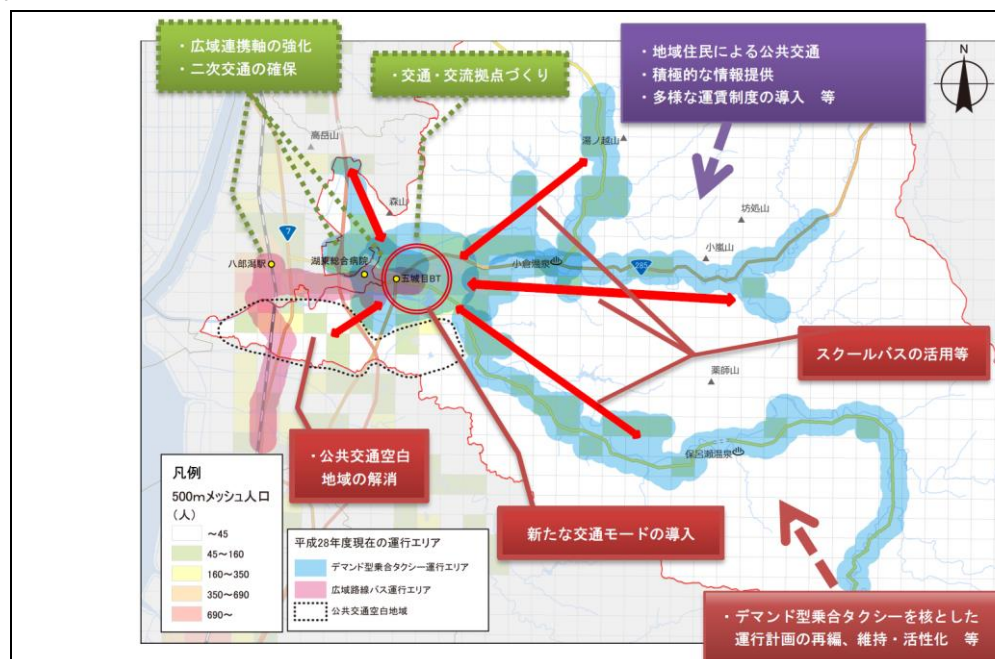 ・広域連携軸の強化
・二次交通の確保
・交通・交流拠点づくり
・地域住民による公共交通
・積極的な情報提供
・多様な運賃制度の導入　等
N
高岳山
湯ノ越山
森山
坊処山
7
八郎潟駅
湖東総合病院
五城目BT
小倉温泉
285
小嵐山
スクールバスの活用等
薬師山
・公共交通空白
地域の解消
保呂瀬温泉
新たな交通モードの導入
凡例
500mメッシュ人口
（人）
～45
45～160
160～350
350～690
690～
平成28年度現在の運行エリア
デマンド型乗合タクシー運行エリア
広域路線バス運行エリア
公共交通空白地域
・デマンド型乗合タクシーを核とした
運行計画の再編、維持・活性化　等